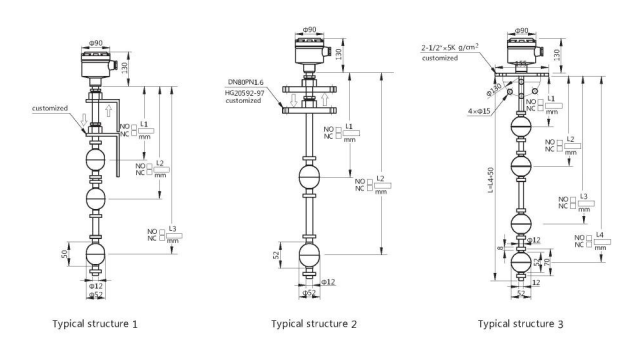 Φ90
130
customized
NO L1
NC mm
NO L2
NC mm
NO L3
NC mm
50
Φ12
Φ52
Typical structure 1
Φ90
130
DN80PN1.6
HG20592-97
customized
NO L1
NC mm
NO L2
NC mm
52
Φ12
Φ52
Typical structure 2
Φ90
2-1/2"×5K g/cm²
customized
130
155
Φ130
4×Φ15
NO L1
NC mm
NO L2
NC mm
L=L4+50
NO L3
NC mm
Φ12
8
NO L4
NC mm
52
70
12
52
Typical structure 3